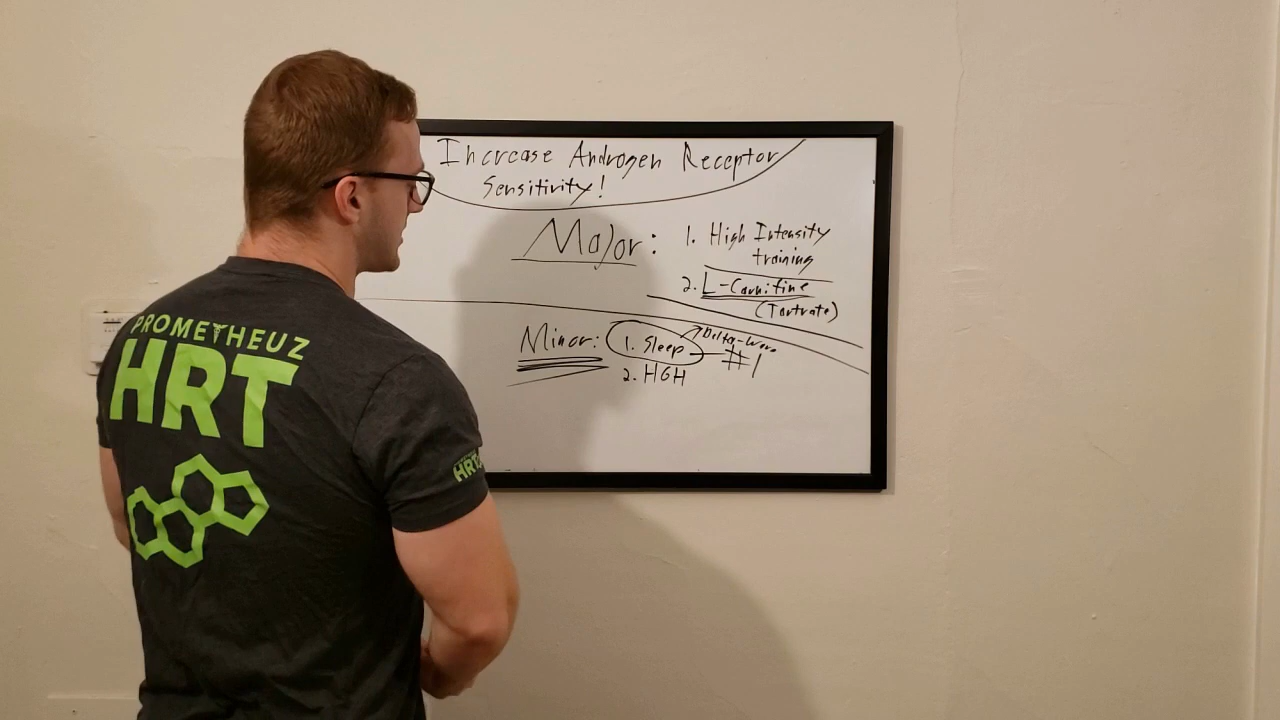 Increase Androgen Receptor
Sensitivity!
Major:
1. High Intensity
training
2. L-Carnitine
(Tartrate)
Minor:
1. Sleep
Delta-Wave
#1
2. HGH
PROMETHEUZ
HRT
HRT